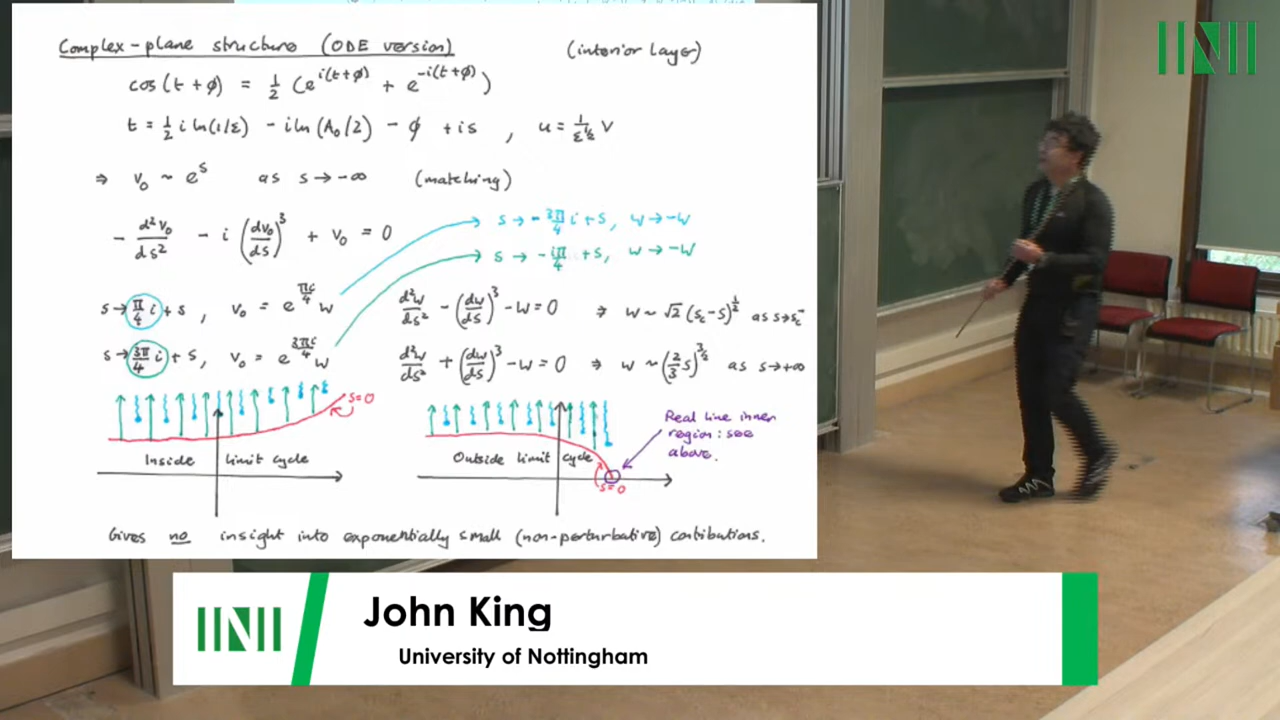 Complex-plane structure (ODE version) (interior layer)
cos(t+ϕ) = ½ (e^{i(t+ϕ)} + e^{-i(t+ϕ)})
t = ½ i ln(1/ε) - i ln(A₀/2) - ϕ + is , u = 1/ε^{½} v
⇒ v₀ ~ e^s as s → -∞ (matching)
- d²v₀/ds² - i (dv₀/ds)³ + v₀ = 0
s → -3π/4 i + s, w → -w
s → -iπ/4 + s, w → -w
s → π/4 i + s , v₀ = e^{πi/4} w
d²w/ds² - (dw/ds)³ - w = 0 ⇒ w ~ √2 (s_c - s)^{½} as s→s_c⁻
s → 3π/4 i + s, v₀ = e^{3πi/4} w
d²w/ds² + (dw/ds)³ - w = 0 ⇒ w ~ (2/3 s)^{3/2} as s→+∞
s=0
Inside limit cycle
Outside limit cycle
s=0
Real line inner
region: see
above.
Gives no insight into exponentially small (non-perturbative) contributions.
John King
University of Nottingham